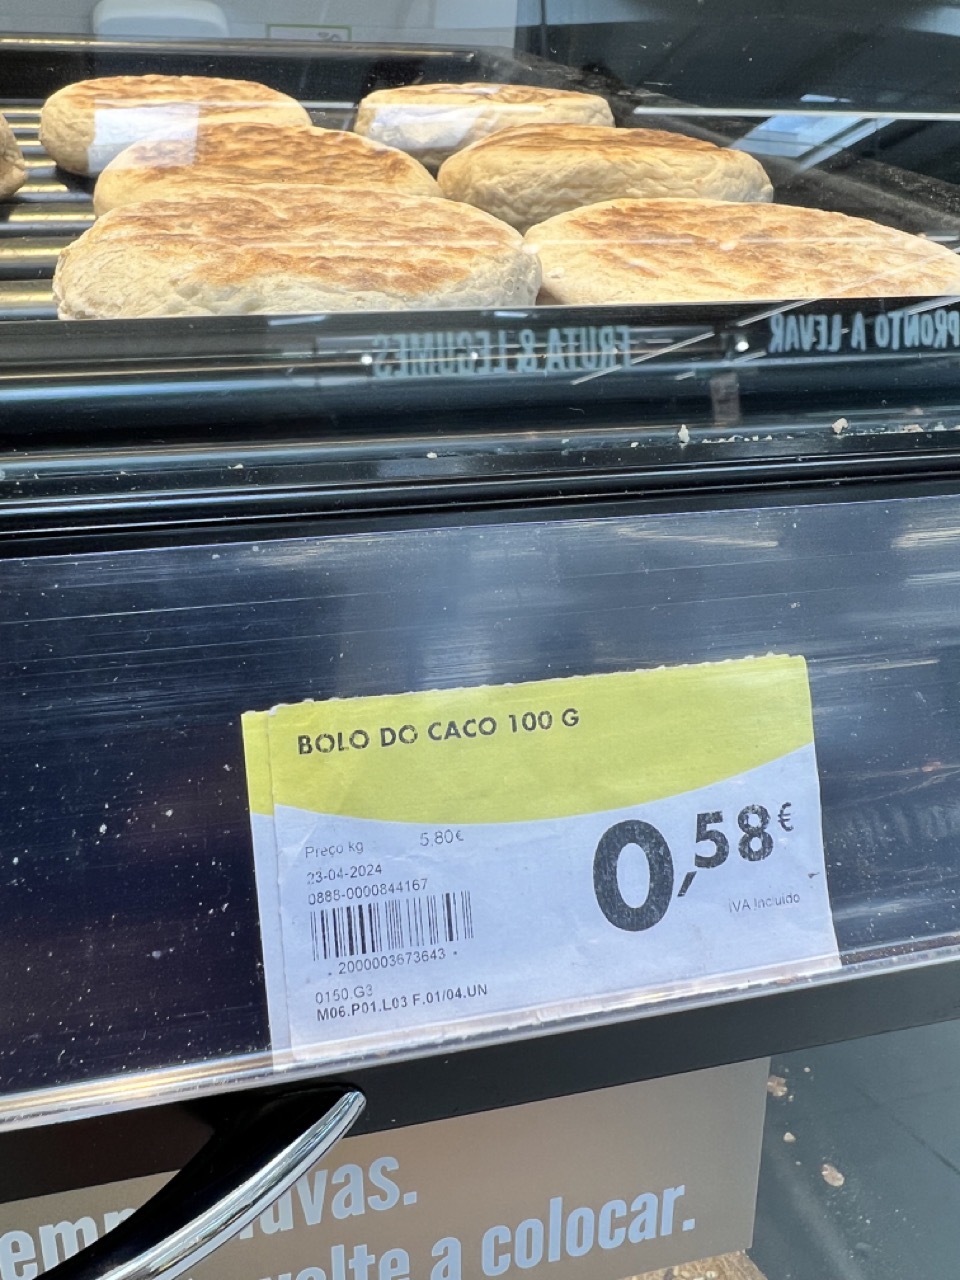 FRUTA & LEGUMES
PRONTO A LEVAR
BOLO DO CACO 100 G
Preço kg 5,80€
23-04-2024
0888-0000844167
2000003673643
0150.G3
M06.P01.L03 F.01/04.UN
0,58€
IVA Incluído
luvas.
volte a colocar.